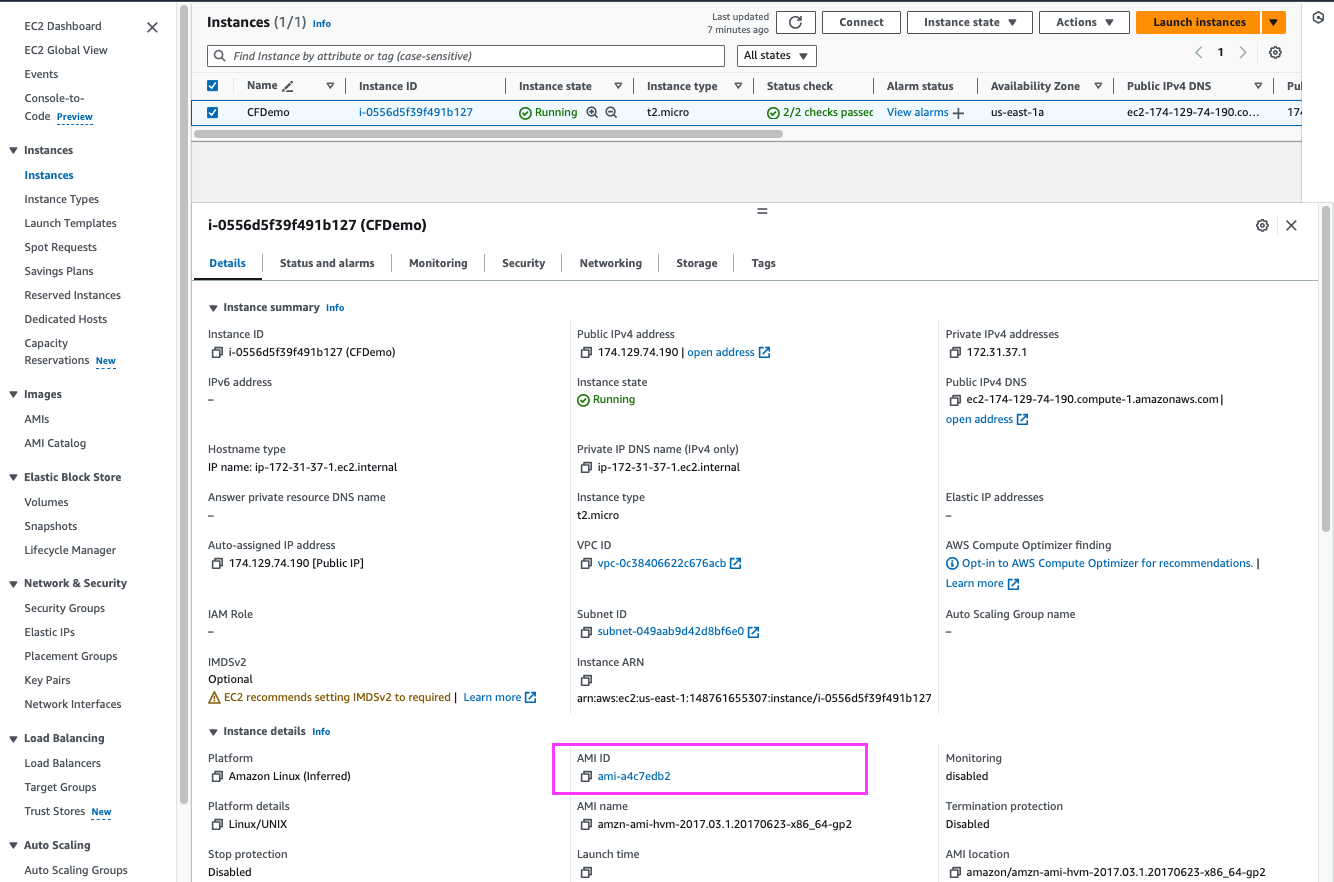 EC2 Dashboard
EC2 Global View
Events
Console-to-
Code Preview
Instances
Instances
Instance Types
Launch Templates
Spot Requests
Savings Plans
Reserved Instances
Dedicated Hosts
Capacity
Reservations New
Images
AMIs
AMI Catalog
Elastic Block Store
Volumes
Snapshots
Lifecycle Manager
Network & Security
Security Groups
Elastic IPs
Placement Groups
Key Pairs
Network Interfaces
Load Balancing
Load Balancers
Target Groups
Trust Stores New
Auto Scaling
Auto Scaling Groups
Instances (1/1) Info
Last updated
7 minutes ago
Connect
Instance state
Actions
Launch instances
Find Instance by attribute or tag (case-sensitive)
All states
1
Name Instance ID Instance state Instance type Status check Alarm status Availability Zone Public IPv4 DNS
CFDemo i-0556d5f39f491b127 Running t2.micro 2/2 checks passed View alarms + us-east-1a ec2-174-129-74-190.co... 174
i-0556d5f39f491b127 (CFDemo)
Details Status and alarms Monitoring Security Networking Storage Tags
Instance summary Info
Instance ID
i-0556d5f39f491b127 (CFDemo)
Public IPv4 address
174.129.74.190 | open address
Private IPv4 addresses
172.31.37.1
IPv6 address
–
Instance state
Running
Public IPv4 DNS
ec2-174-129-74-190.compute-1.amazonaws.com |
open address
Hostname type
IP name: ip-172-31-37-1.ec2.internal
Private IP DNS name (IPv4 only)
ip-172-31-37-1.ec2.internal
Answer private resource DNS name
–
Instance type
t2.micro
Elastic IP addresses
–
Auto-assigned IP address
174.129.74.190 [Public IP]
VPC ID
vpc-0c38406622c676acb
AWS Compute Optimizer finding
Opt-in to AWS Compute Optimizer for recommendations. |
Learn more
IAM Role
–
Subnet ID
subnet-049aab9d42d8bf6e0
Auto Scaling Group name
–
IMDSv2
Optional
EC2 recommends setting IMDSv2 to required | Learn more
Instance ARN
arn:aws:ec2:us-east-1:148761655307:instance/i-0556d5f39f491b127
Instance details Info
Platform
Amazon Linux (Inferred)
AMI ID
ami-a4c7edb2
Monitoring
disabled
Platform details
Linux/UNIX
AMI name
amzn-ami-hvm-2017.03.1.20170623-x86_64-gp2
Termination protection
Disabled
Stop protection
Disabled
Launch time
AMI location
amazon/amzn-ami-hvm-2017.03.1.20170623-x86_64-gp2